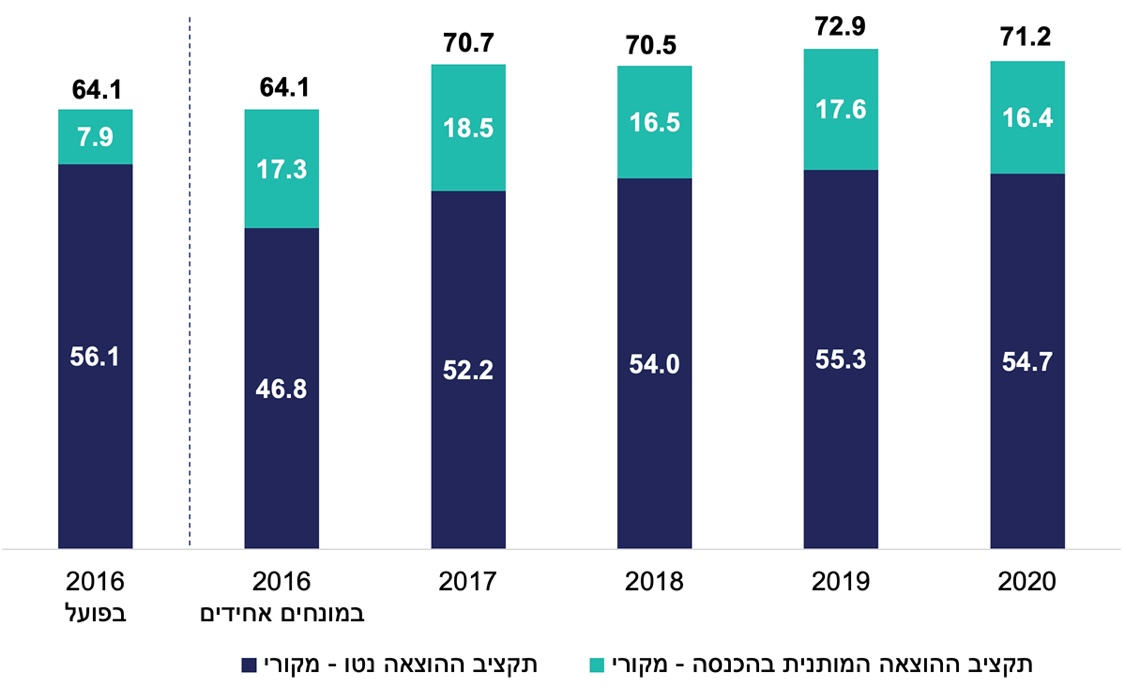 72.9
70.7 70.5 71.2
64.1 64.1
7.9 17.3 18.5 16.5 17.6 16.4
56.1 46.8 52.2 54.0 55.3 54.7
2016 2016 2017 2018 2019 2020
בפועל במונחים אחידים
תקציב ההוצאה נטו - מקורי תקציב ההוצאה המותנית בהכנסה - מקורי